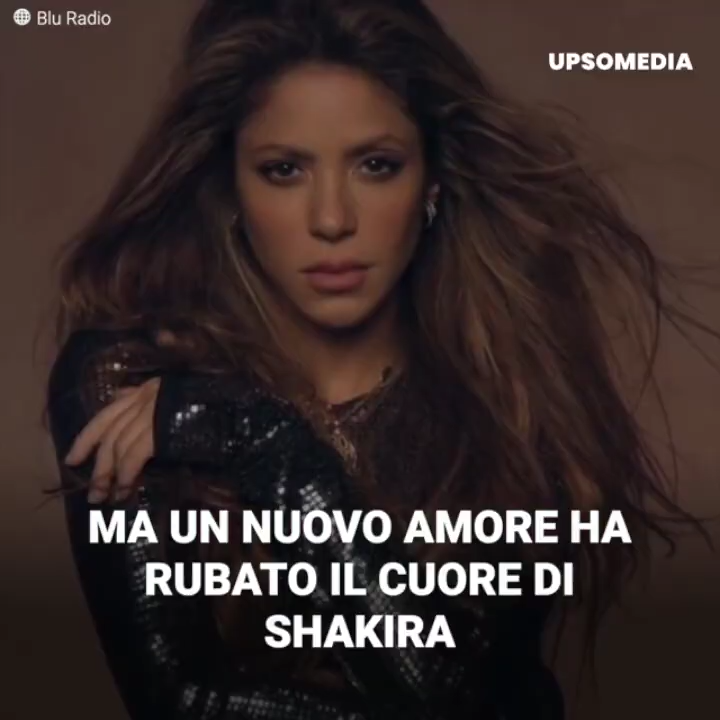 Blu Radio
UPSOMEDIA
MA UN NUOVO AMORE HA
RUBATO IL CUORE DI
SHAKIRA